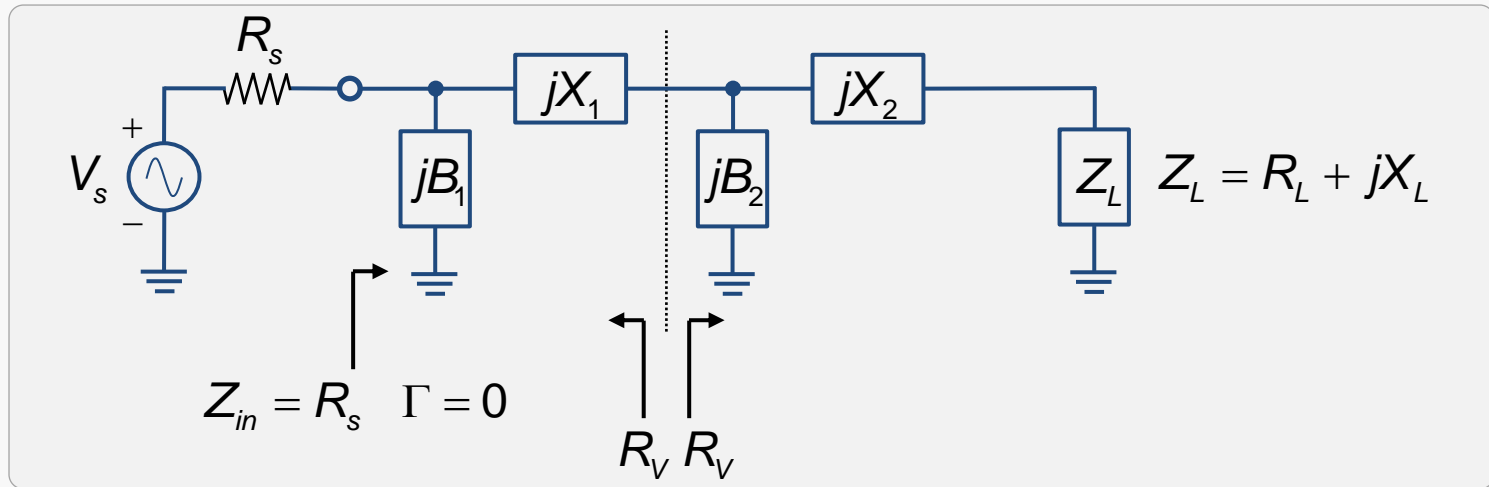 R_s
jX_1
jX_2
+
V_s
−
jB_1
jB_2
Z_L
Z_L = R_L + jX_L
Z_in = R_s Γ = 0
R_V R_V